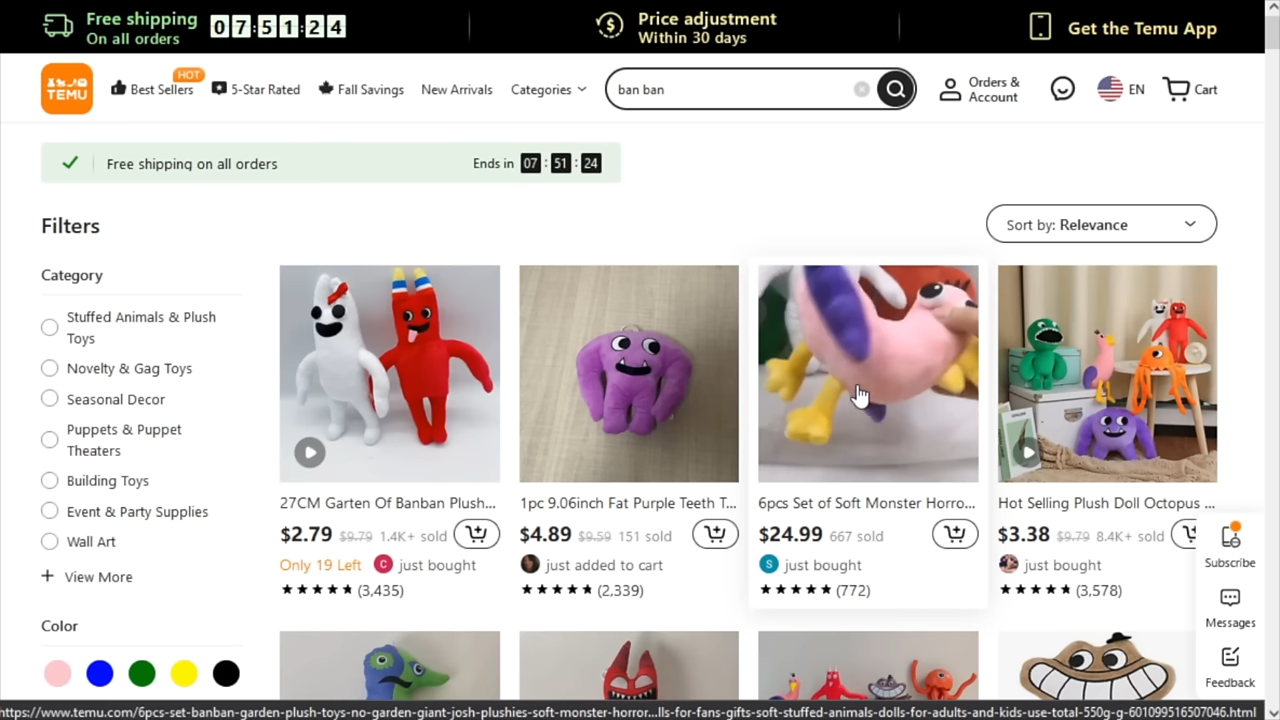 Free shipping
On all orders
07:51:24
Price adjustment
Within 30 days
Get the Temu App
TEMU
Best Sellers
HOT
5-Star Rated
Fall Savings
New Arrivals
Categories
ban ban
Orders &
Account
EN
Cart
Free shipping on all orders
Ends in 07 : 51 : 24
Filters
Sort by: Relevance
Category
Stuffed Animals & Plush
Toys
Novelty & Gag Toys
Seasonal Decor
Puppets & Puppet
Theaters
Building Toys
Event & Party Supplies
Wall Art
+ View More
Color
27CM Garten Of Banban Plush...
$2.79 $9.79 1.4K+ sold
Only 19 Left C just bought
(3,435)
1pc 9.06inch Fat Purple Teeth T...
$4.89 $9.59 151 sold
just added to cart
(2,339)
6pcs Set of Soft Monster Horro...
$24.99 667 sold
S just bought
(772)
Hot Selling Plush Doll Octopus ...
$3.38 $9.79 8.4K+ sold
just bought
(3,578)
Subscribe
Messages
Feedback
https://www.temu.com/6pcs-set-banban-garden-plush-toys-no-garden-giant-josh-plushies-soft-monster-horror...lls-for-fans-gifts-soft-stuffed-animals-dolls-for-adults-and-kids-use-total-550g-g-601099516507046.html